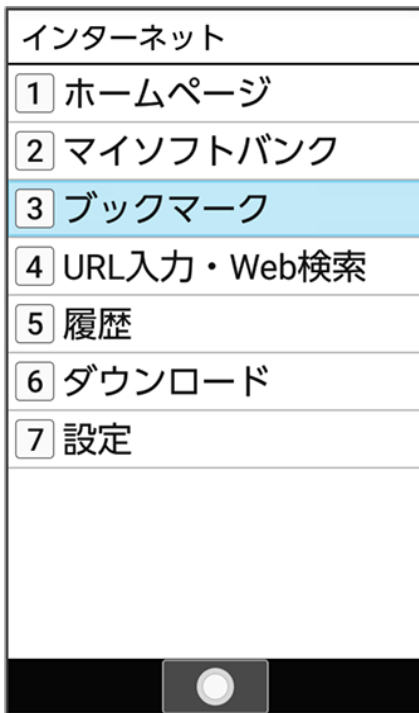 インターネット
1 ホームページ
2 マイソフトバンク
3 ブックマーク
4 URL入力・Web検索
5 履歴
6 ダウンロード
7 設定